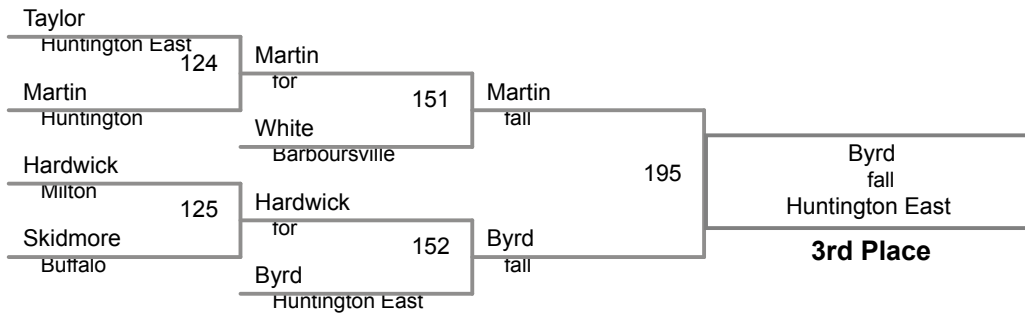 Taylor
Huntington East
124
Martin
Huntington
Hardwick
Milton
125
Skidmore
Buffalo
Martin
for
151
White
Barboursville
Hardwick
for
152
Byrd
Huntington East
Martin
fall
195
Byrd
fall
Byrd
fall
Huntington East
3rd Place